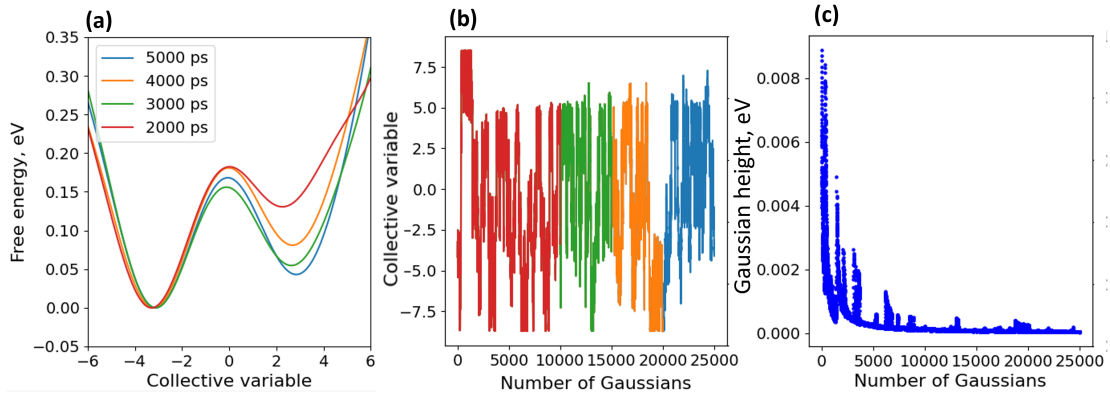 (a)
0.35
0.30
0.25
0.20
0.15
0.10
0.05
0.00
−0.05
Free energy, eV
5000 ps
4000 ps
3000 ps
2000 ps
−6 −4 −2 0 2 4 6
Collective variable
(b)
7.5
5.0
2.5
0.0
−2.5
−5.0
−7.5
Collective variable
0 5000 10000 15000 20000 25000
Number of Gaussians
(c)
0.008
0.006
0.004
0.002
0.000
Gaussian height, eV
0 5000 10000 15000 20000 25000
Number of Gaussians